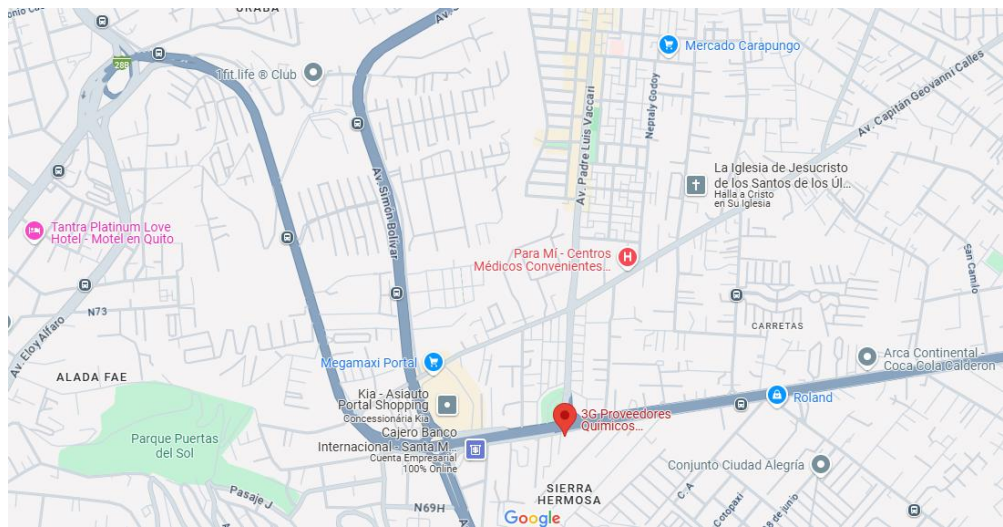 URABA
28B
1fit.life ® Club
Mercado Carapungo
Av. Capitán Geovanni Calles
Neptaly Godoy
Av. Padre Luis Vaccari
Av. Simón Bolívar
La Iglesia de Jesucristo
de los Santos de los Úl...
Halla a Cristo
en Su Iglesia
Tantra Platinum Love
Hotel - Motel en Quito
Para Mí - Centros
Médicos Convenientes...
San Camilo
N73
Av. Eloy Alfaro
CARRETAS
Megamaxi Portal
Arca Continental -
Coca Cola Calderon
ALADA FAE
Kia - Asiauto
Portal Shopping
Concessionária Kia
Roland
3G Proveedores
Quimicos...
Cajero Banco
Internacional - Santa M...
Cuenta Empresarial
100% Online
Parque Puertas
del Sol
Conjunto Ciudad Alegría
Pasaje J
SIERRA
HERMOSA
C. A
Cotopaxi
N69H
Google